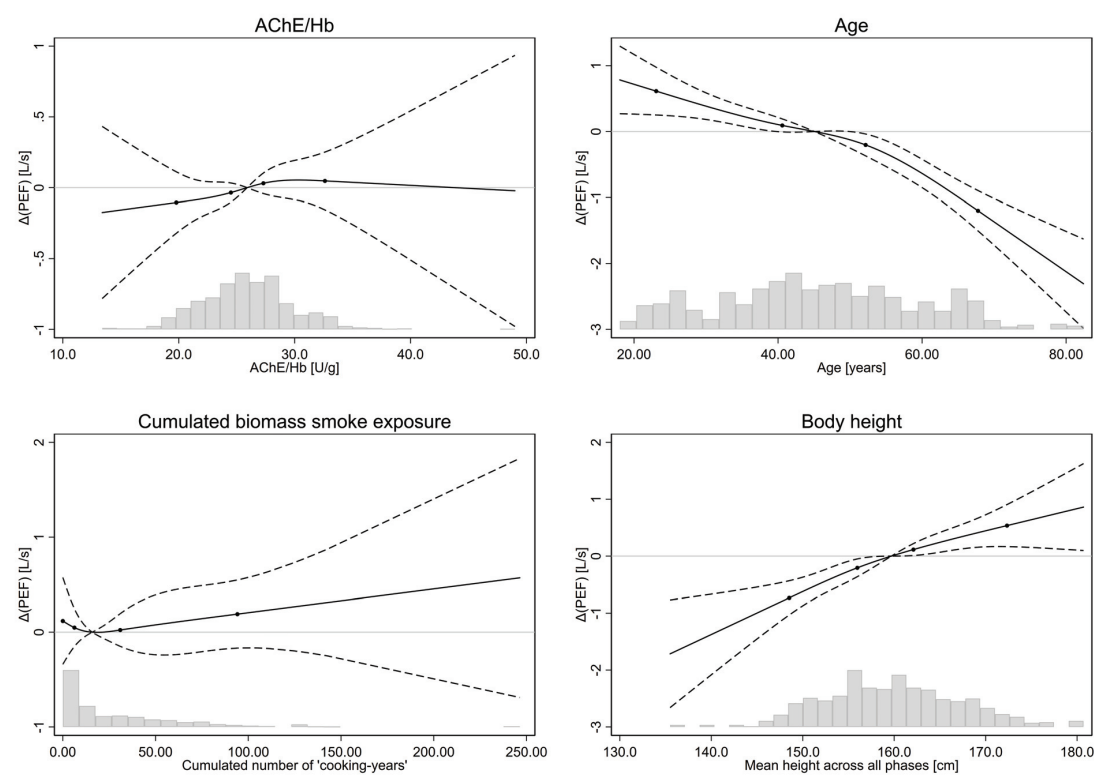 AChE/Hb
Δ(PEF) [L/s]
1
.5
0
-.5
-1
10.0 20.0 30.0 40.0 50.0
AChE/Hb [U/g]
Age
Δ(PEF) [L/s]
1
0
-1
-2
-3
20.00 40.00 60.00 80.00
Age [years]
Cumulated biomass smoke exposure
Δ(PEF) [L/s]
2
1
0
-1
0.00 50.00 100.00 150.00 200.00 250.00
Cumulated number of 'cooking-years'
Body height
Δ(PEF) [L/s]
2
1
0
-1
-2
-3
130.0 140.0 150.0 160.0 170.0 180.0
Mean height across all phases [cm]